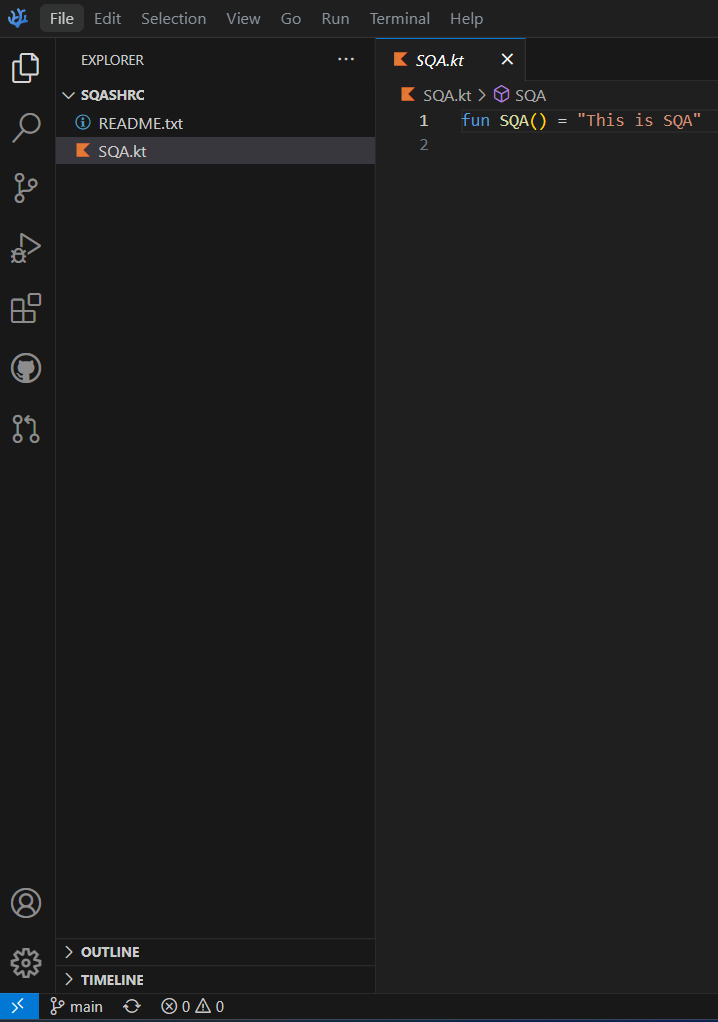 File Edit Selection View Go Run Terminal Help
EXPLORER
SQASHRC
README.txt
SQA.kt
SQA.kt
SQA.kt SQA
1 fun SQA() = "This is SQA"
2
OUTLINE
TIMELINE
main 0 0